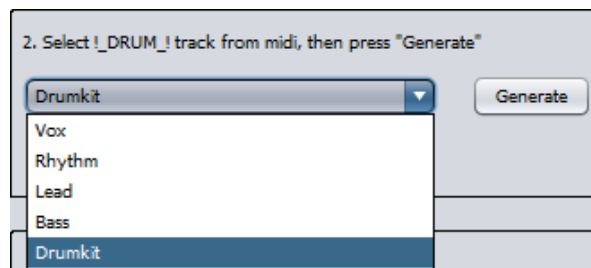 2. Select !_DRUM_! track from midi, then press "Generate"
Drumkit
Generate
Vox
Rhythm
Lead
Bass
Drumkit